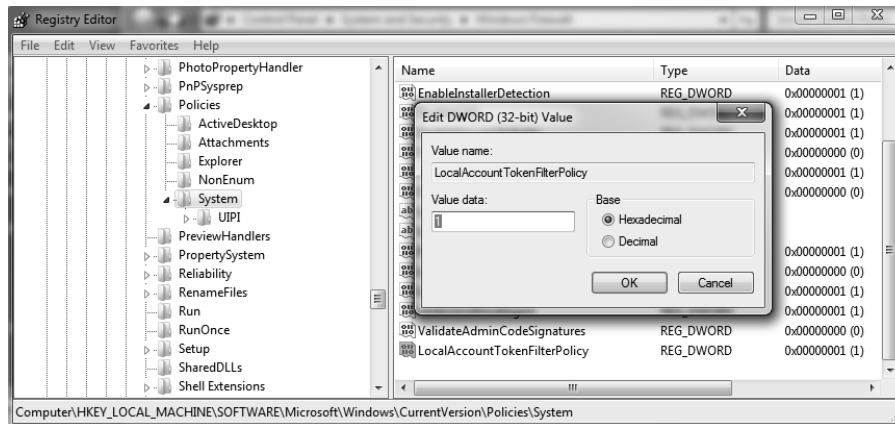 Registry Editor
File Edit View Favorites Help
PhotoPropertyHandler
PnPSysprep
Policies
ActiveDesktop
Attachments
Explorer
NonEnum
System
UIPI
PreviewHandlers
PropertySystem
Reliability
RenameFiles
Run
RunOnce
Setup
SharedDLLs
Shell Extensions
Name Type Data
EnableInstallerDetection REG_DWORD 0x00000001 (1)
0x00000001 (1)
0x00000001 (1)
0x00000000 (0)
0x00000001 (1)
0x00000000 (0)
0x00000001 (1)
0x00000000 (0)
0x00000001 (1)
0x00000001 (1)
ValidateAdminCodeSignatures REG_DWORD 0x00000000 (0)
LocalAccountTokenFilterPolicy REG_DWORD 0x00000001 (1)
Edit DWORD (32-bit) Value
Value name:
LocalAccountTokenFilterPolicy
Value data:
1
Base
Hexadecimal
Decimal
OK Cancel
Computer\HKEY_LOCAL_MACHINE\SOFTWARE\Microsoft\Windows\CurrentVersion\Policies\System